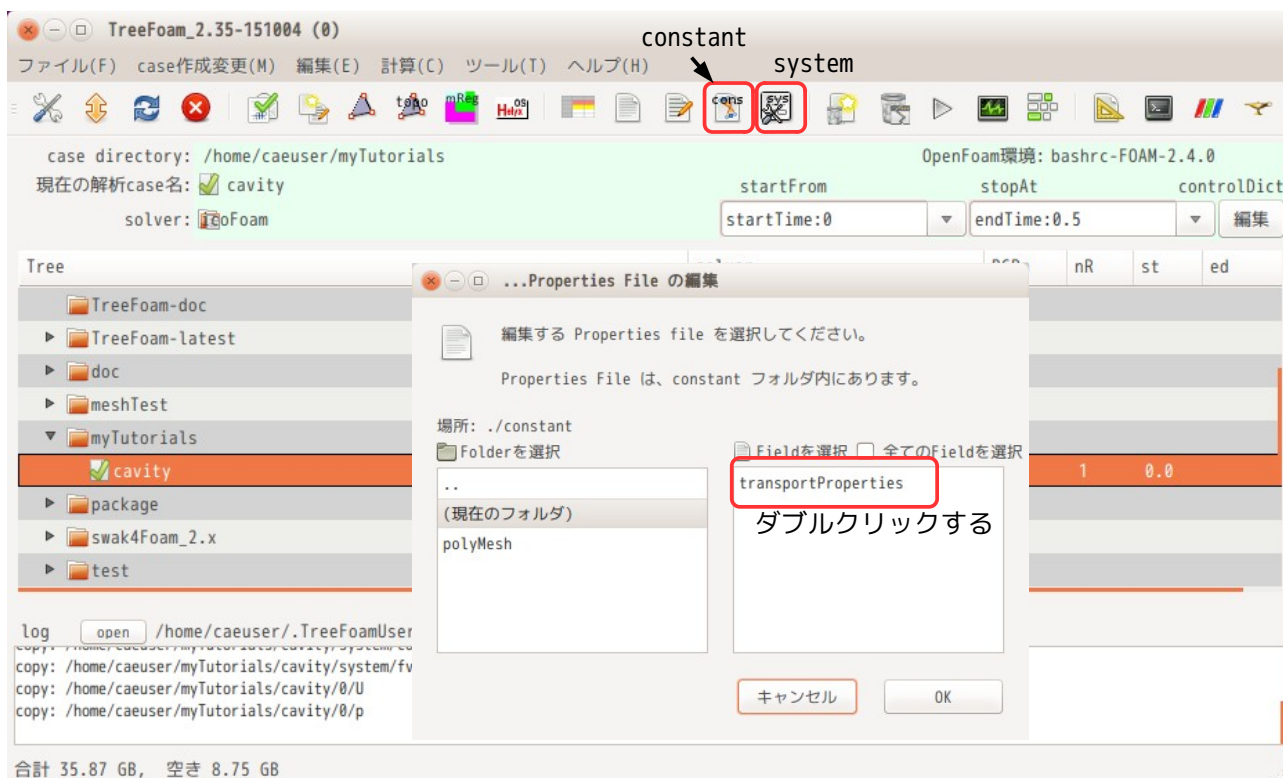 TreeFoam_2.35-151004 (0)
constant
system
ファイル(F) case作成変更(M) 編集(E) 計算(C) ツール(T) ヘルプ(H)
topo mReg Helyx OS cons sys
case directory: /home/caeuser/myTutorials OpenFoam環境: bashrc-FOAM-2.4.0
現在の解析case名: cavity startFrom stopAt controlDict
solver: icoFoam startTime:0 endTime:0.5 編集
Tree nR st ed
TreeFoam-doc
TreeFoam-latest
doc
meshTest
myTutorials
cavity 1 0.0
package
swak4Foam_2.x
test
...Properties File の編集
編集する Properties file を選択してください。
Properties File は、constant フォルダ内にあります。
場所: ./constant
Folderを選択 Fieldを選択 全てのFieldを選択
..
(現在のフォルダ)
polyMesh
transportProperties
ダブルクリックする
キャンセル OK
log open /home/caeuser/.TreeFoamUser
copy: /home/caeuser/myTutorials/cavity/system/
copy: /home/caeuser/myTutorials/cavity/system/fv
copy: /home/caeuser/myTutorials/cavity/0/U
copy: /home/caeuser/myTutorials/cavity/0/p
合計 35.87 GB, 空き 8.75 GB